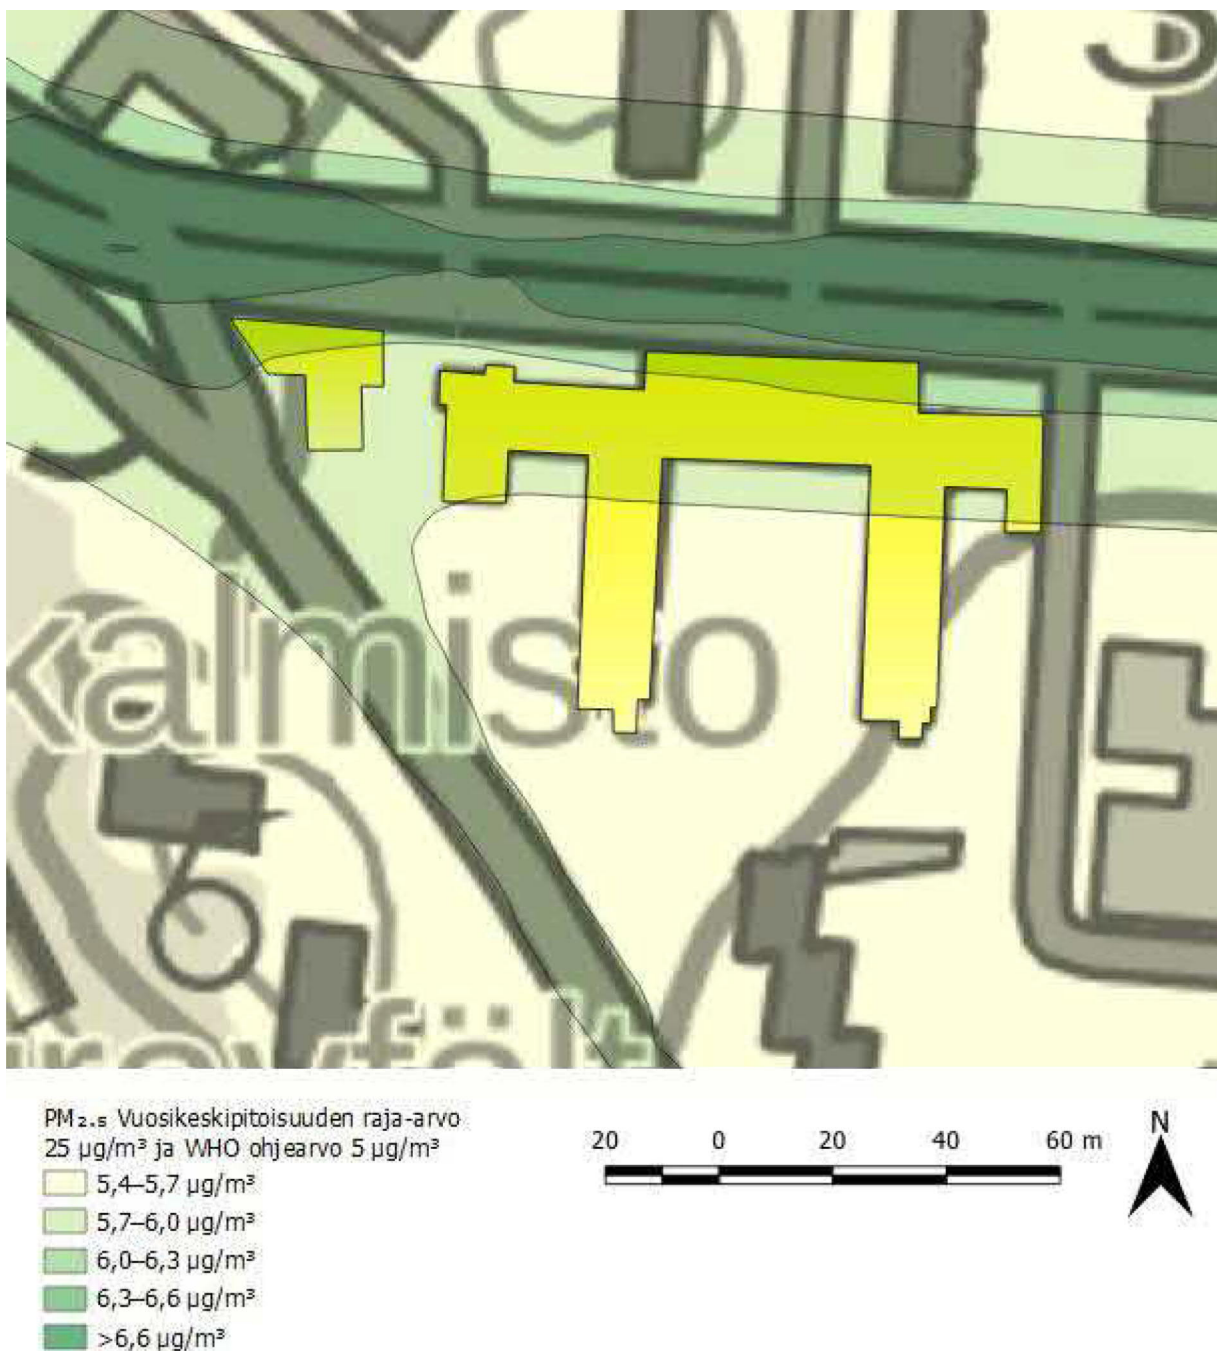 kalmisto
PM₂.₅ Vuosikeskipitoisuuden raja-arvo
25 µg/m³ ja WHO ohjearvo 5 µg/m³
5,4–5,7 µg/m³
5,7–6,0 µg/m³
6,0–6,3 µg/m³
6,3–6,6 µg/m³
>6,6 µg/m³
20 0 20 40 60 m
N